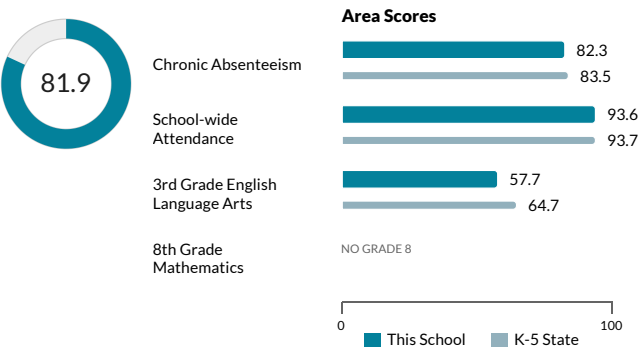 81.9
Area Scores
Chronic Absenteeism
82.3
83.5
School-wide
Attendance
93.6
93.7
3rd Grade English
Language Arts
57.7
64.7
8th Grade
Mathematics
NO GRADE 8
0
100
This School
K-5 State